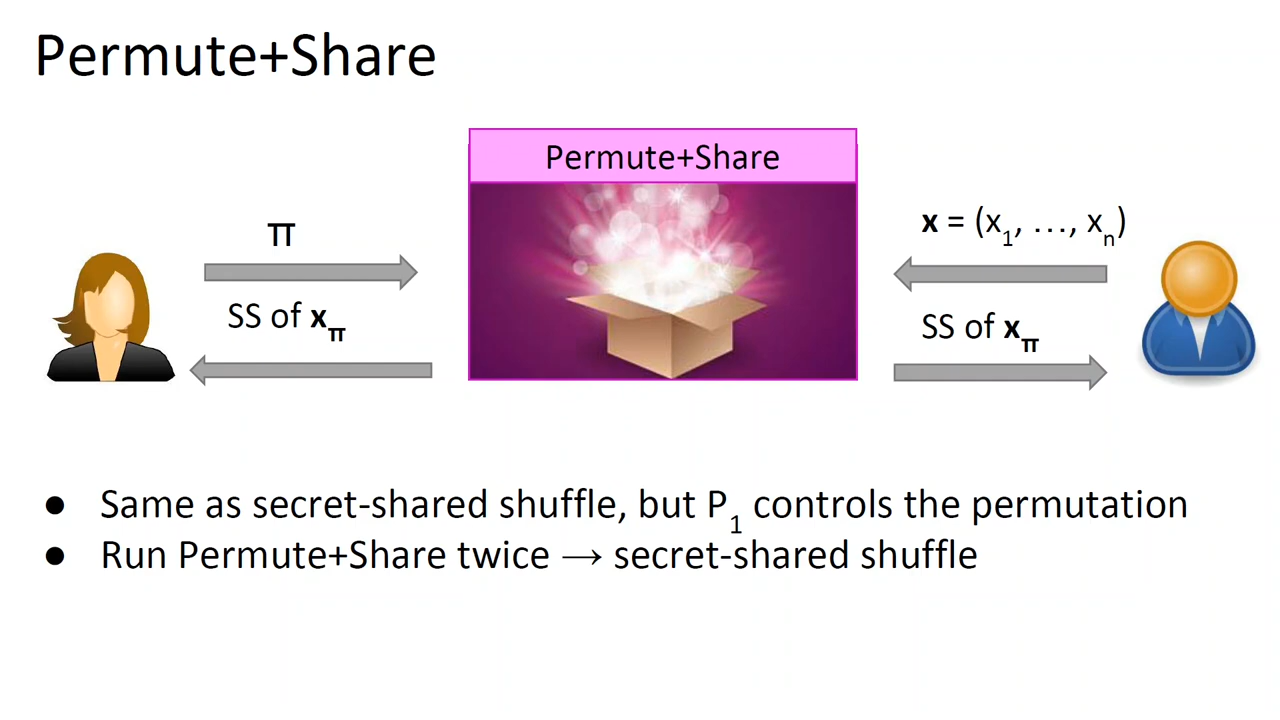 Permute+Share
Permute+Share
π
x = (x₁, …, xₙ)
SS of x_π
SS of x_π
● Same as secret-shared shuffle, but P₁ controls the permutation
● Run Permute+Share twice → secret-shared shuffle